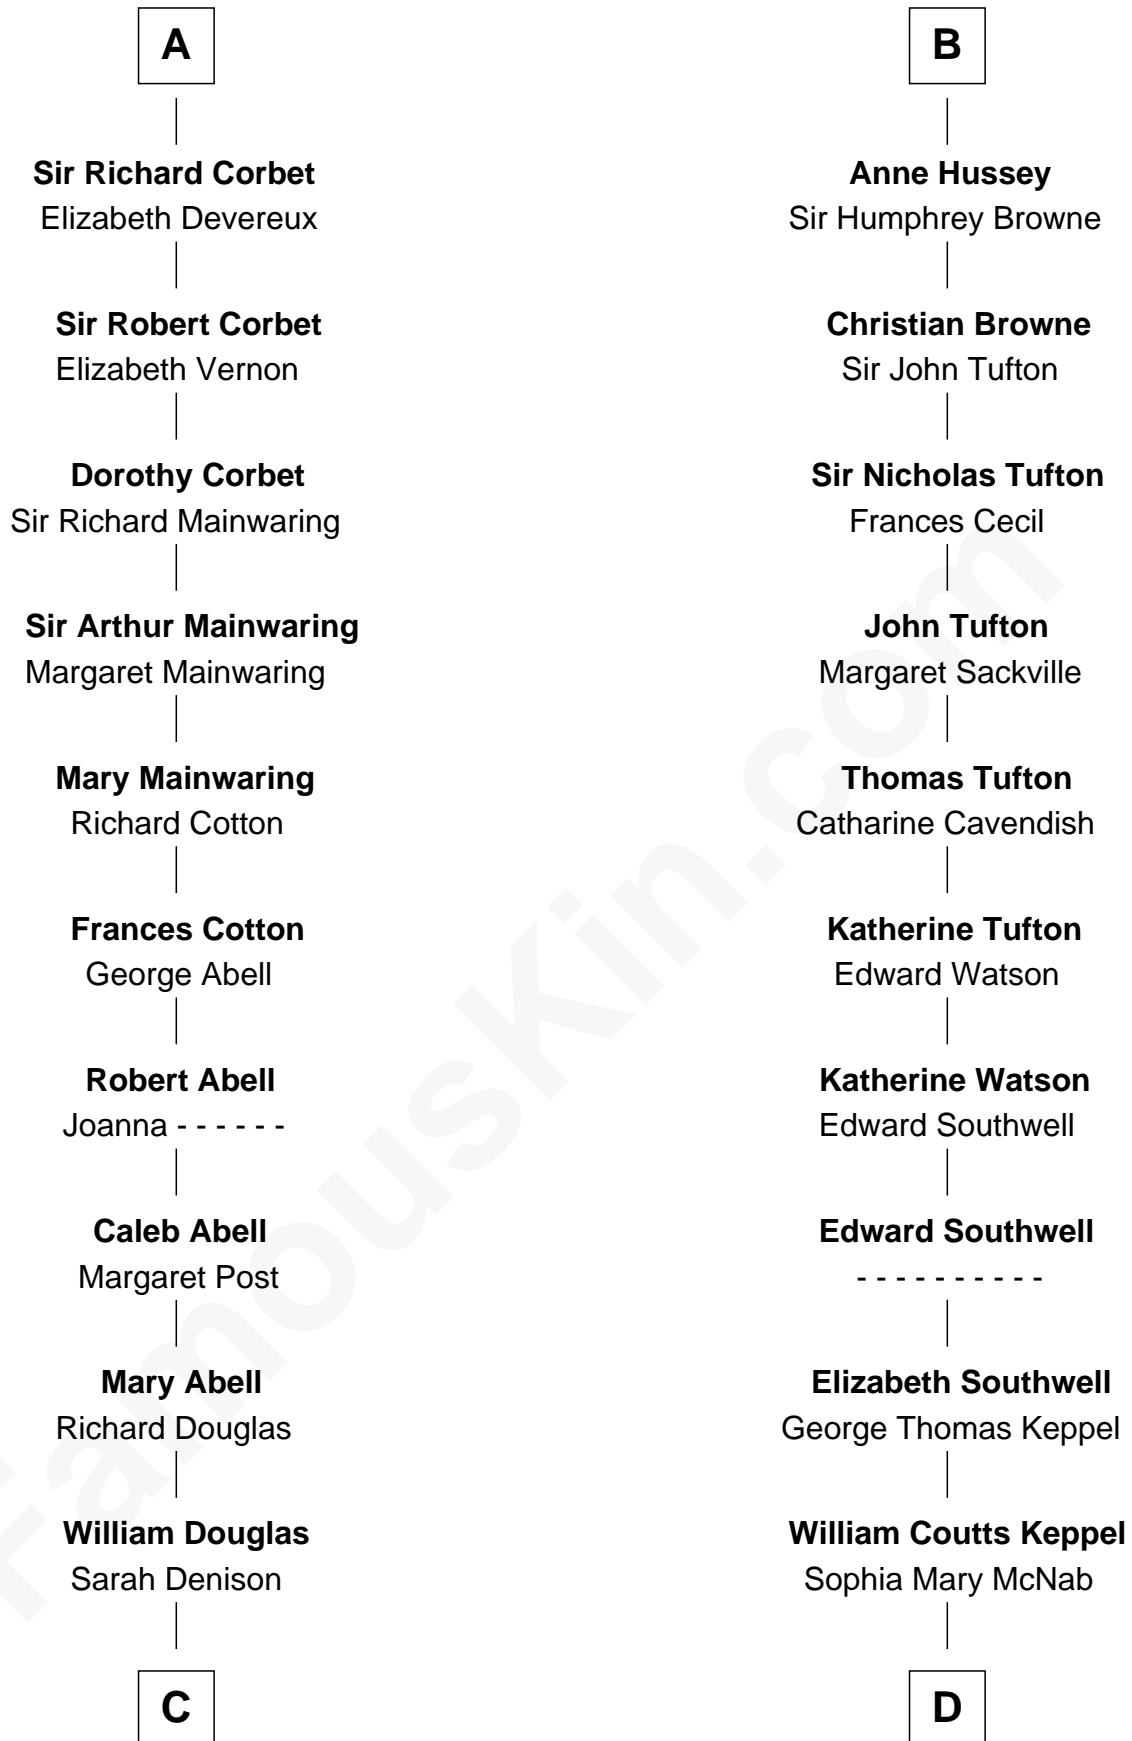 A
Sir Richard Corbet
Elizabeth Devereux
Sir Robert Corbet
Elizabeth Vernon
Dorothy Corbet
Sir Richard Mainwaring
Sir Arthur Mainwaring
Margaret Mainwaring
Mary Mainwaring
Richard Cotton
Frances Cotton
George Abell
Robert Abell
Joanna - - - - - -
Caleb Abell
Margaret Post
Mary Abell
Richard Douglas
William Douglas
Sarah Denison
C
B
Anne Hussey
Sir Humphrey Browne
Christian Browne
Sir John Tufton
Sir Nicholas Tufton
Frances Cecil
John Tufton
Margaret Sackville
Thomas Tufton
Catharine Cavendish
Katherine Tufton
Edward Watson
Katherine Watson
Edward Southwell
Edward Southwell
- - - - - - - - - -
Elizabeth Southwell
George Thomas Keppel
William Coutts Keppel
Sophia Mary McNab
D
FamousKin.com